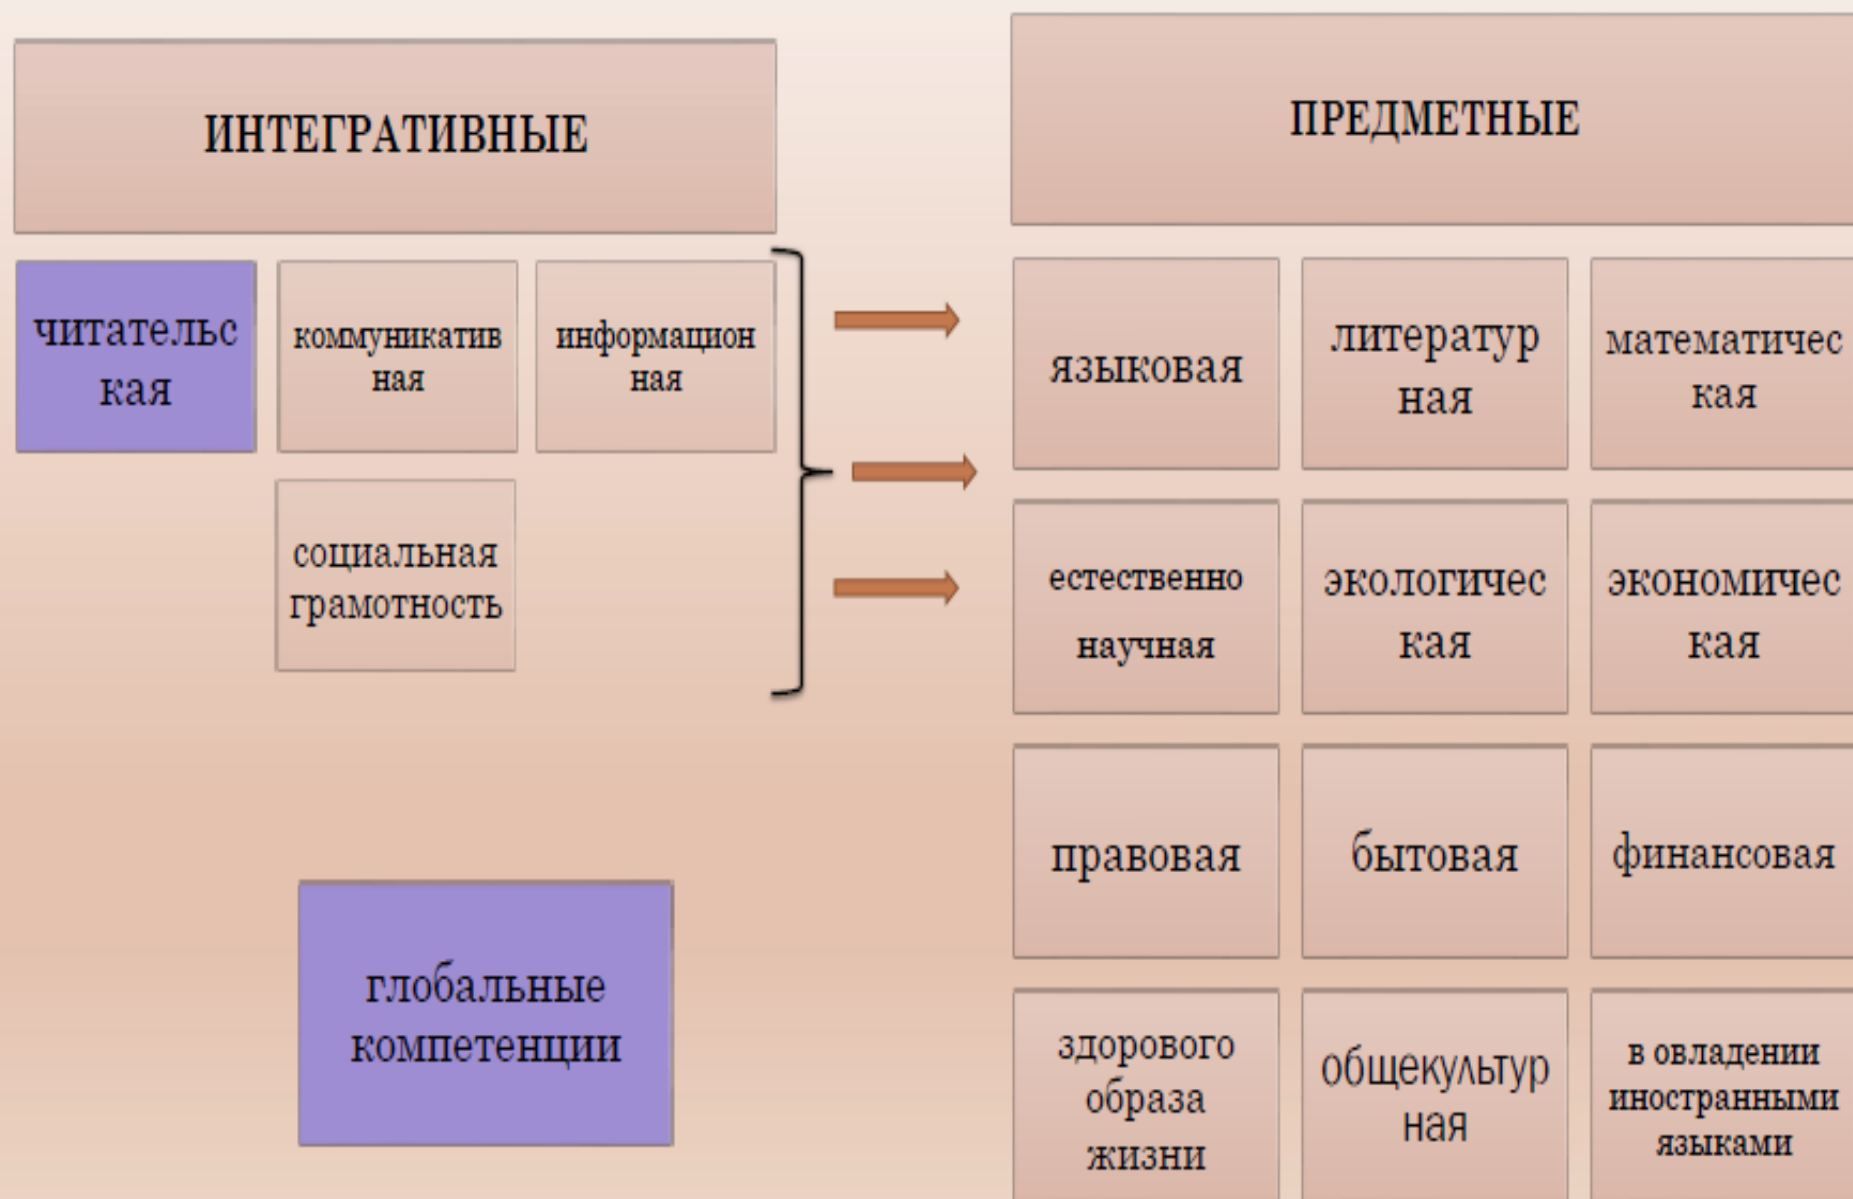 ИНТЕГРАТИВНЫЕ
читательс
кая
коммуникатив
ная
информацион
ная
социальная
грамотность
глобальные
компетенции
ПРЕДМЕТНЫЕ
языковая
литератур
ная
математичес
кая
естественно
научная
экологичес
кая
экономичес
кая
правовая
бытовая
финансовая
здорового
образа
жизни
общекультур
ная
в овладении
иностранными
языками